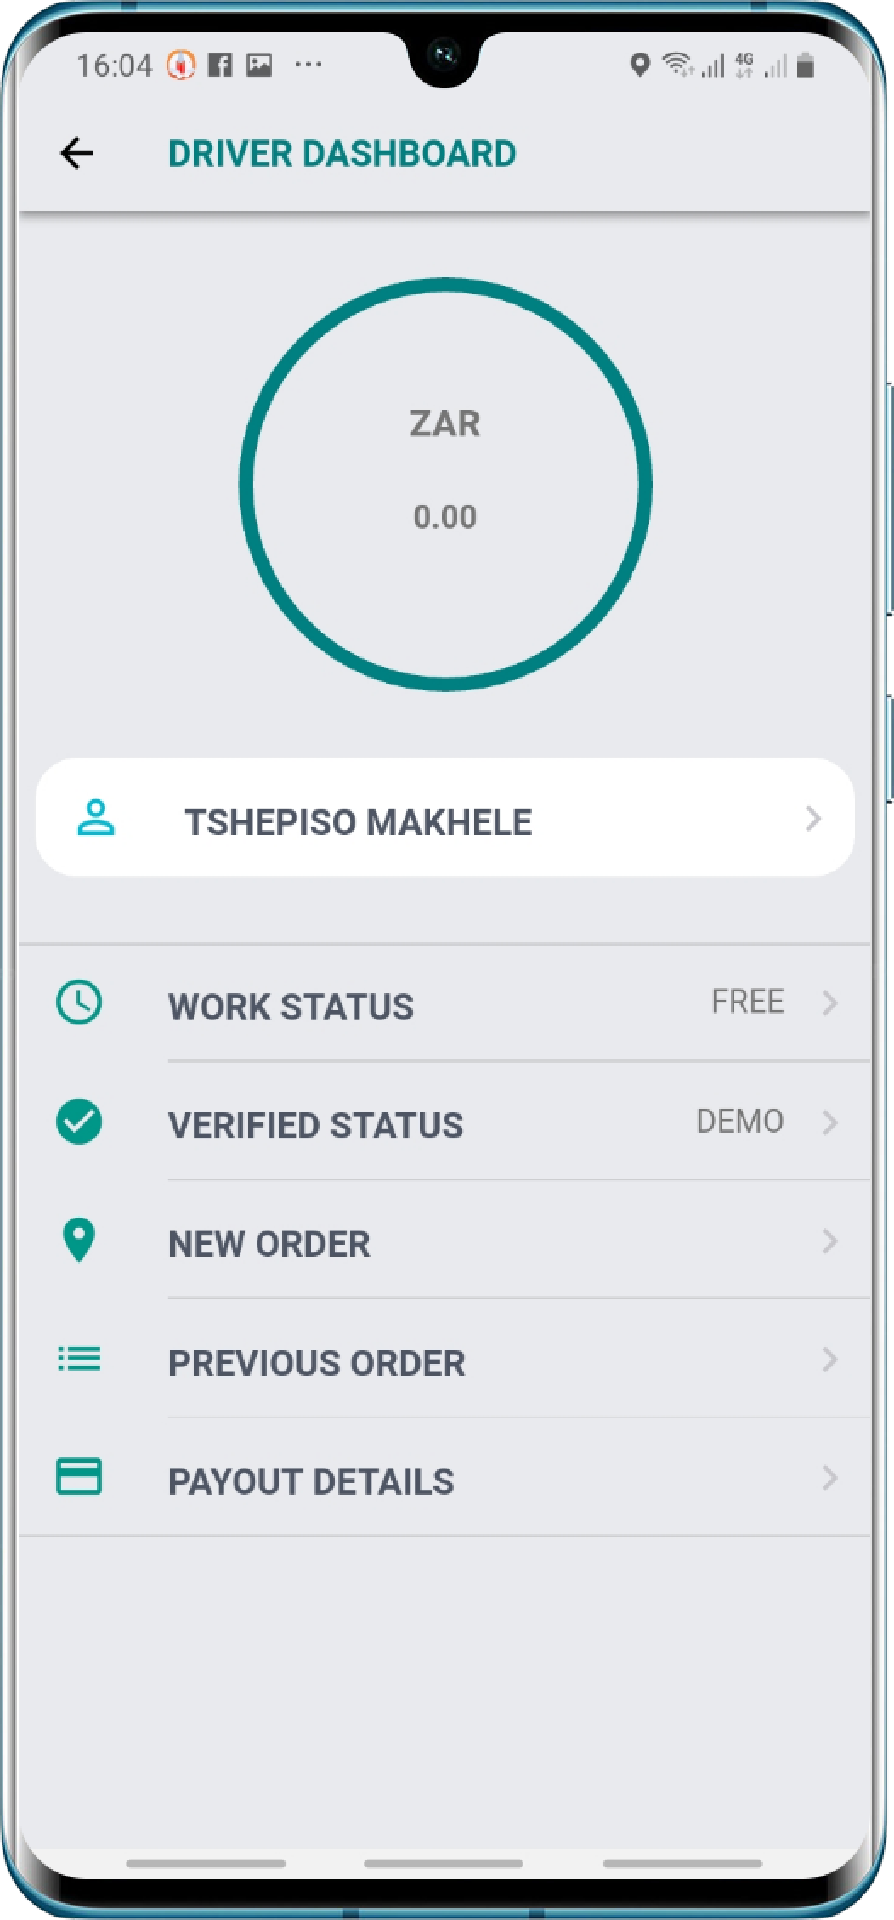 16:04
4G
DRIVER DASHBOARD
ZAR
0.00
TSHEPISO MAKHELE
WORK STATUS FREE
VERIFIED STATUS DEMO
NEW ORDER
PREVIOUS ORDER
PAYOUT DETAILS